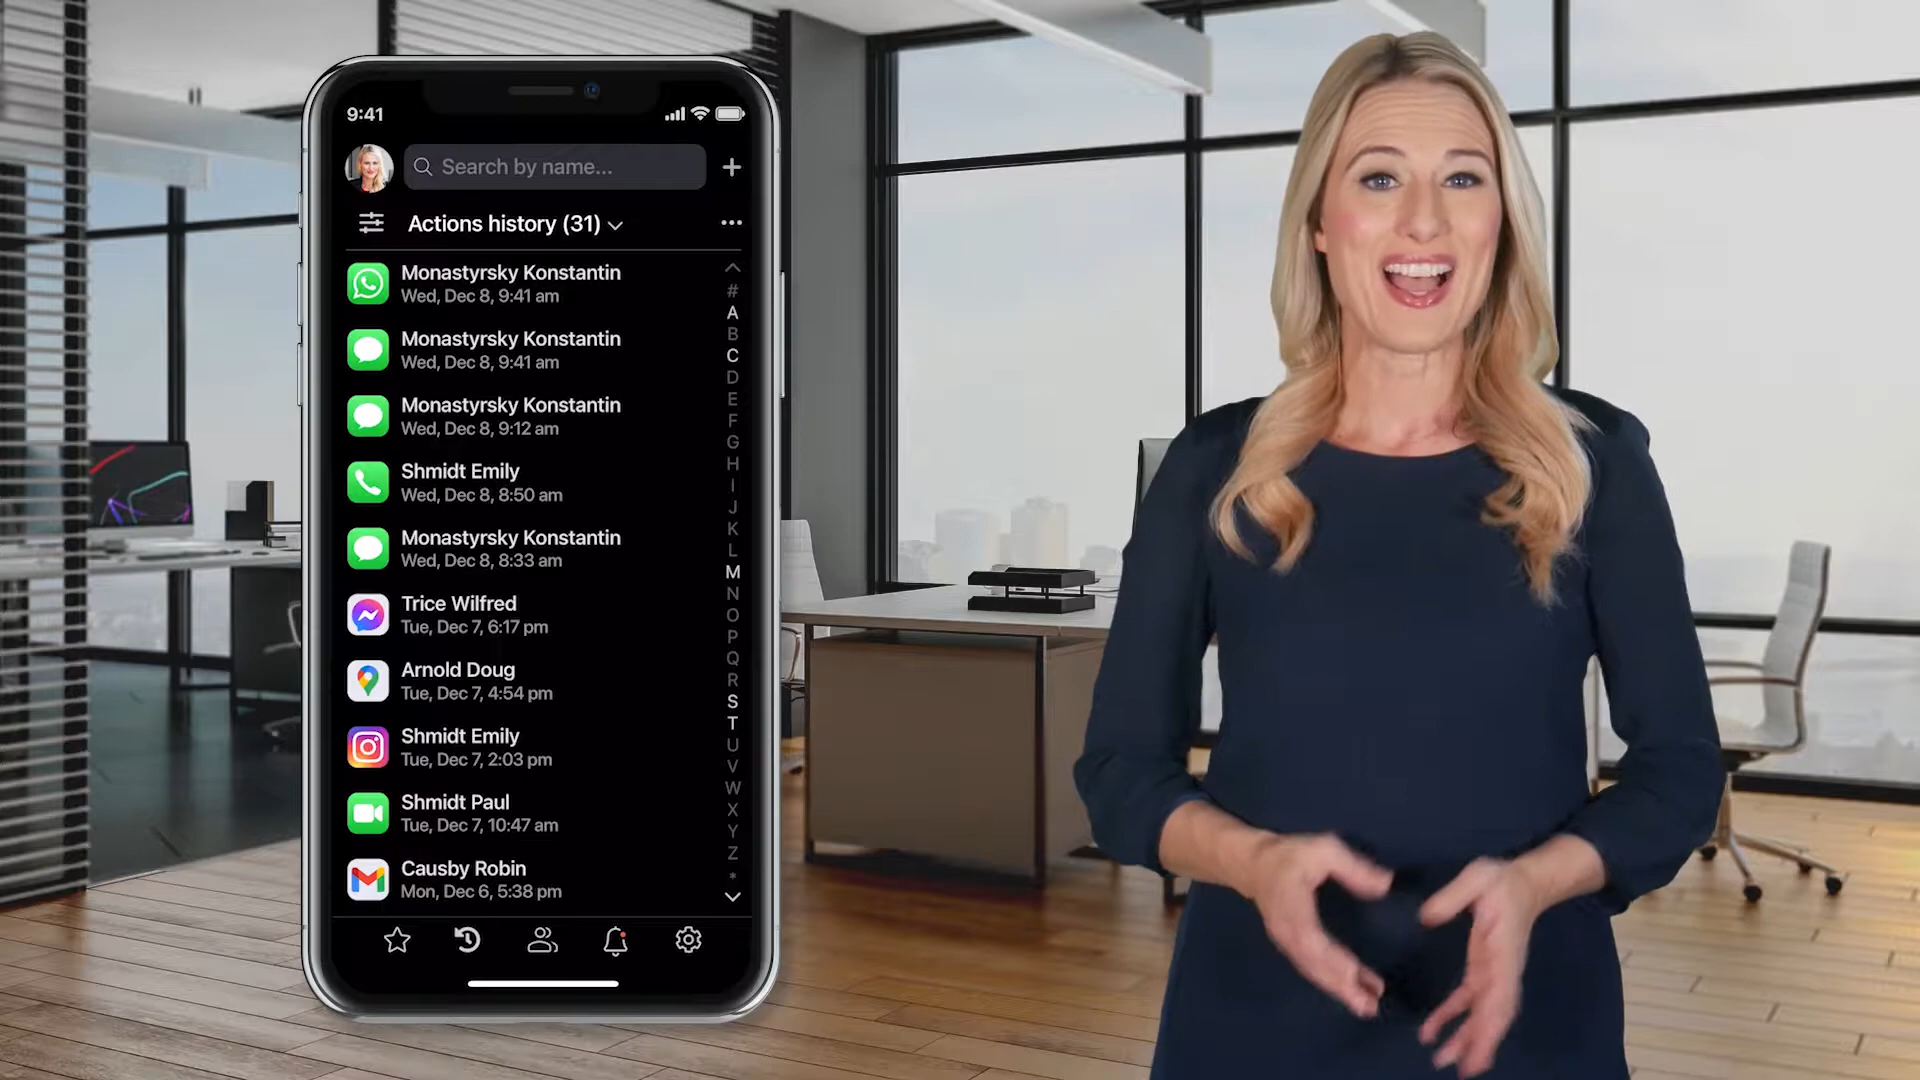 9:41
Search by name...
Actions history (31)
Monastyrsky Konstantin
Wed, Dec 8, 9:41 am
Monastyrsky Konstantin
Wed, Dec 8, 9:41 am
Monastyrsky Konstantin
Wed, Dec 8, 9:12 am
Shmidt Emily
Wed, Dec 8, 8:50 am
Monastyrsky Konstantin
Wed, Dec 8, 8:33 am
Trice Wilfred
Tue, Dec 7, 6:17 pm
Arnold Doug
Tue, Dec 7, 4:54 pm
Shmidt Emily
Tue, Dec 7, 2:03 pm
Shmidt Paul
Tue, Dec 7, 10:47 am
Causby Robin
Mon, Dec 6, 5:38 pm
#
A
B
C
D
E
F
G
H
I
J
K
L
M
N
O
P
Q
R
S
T
U
V
W
X
Y
Z
*